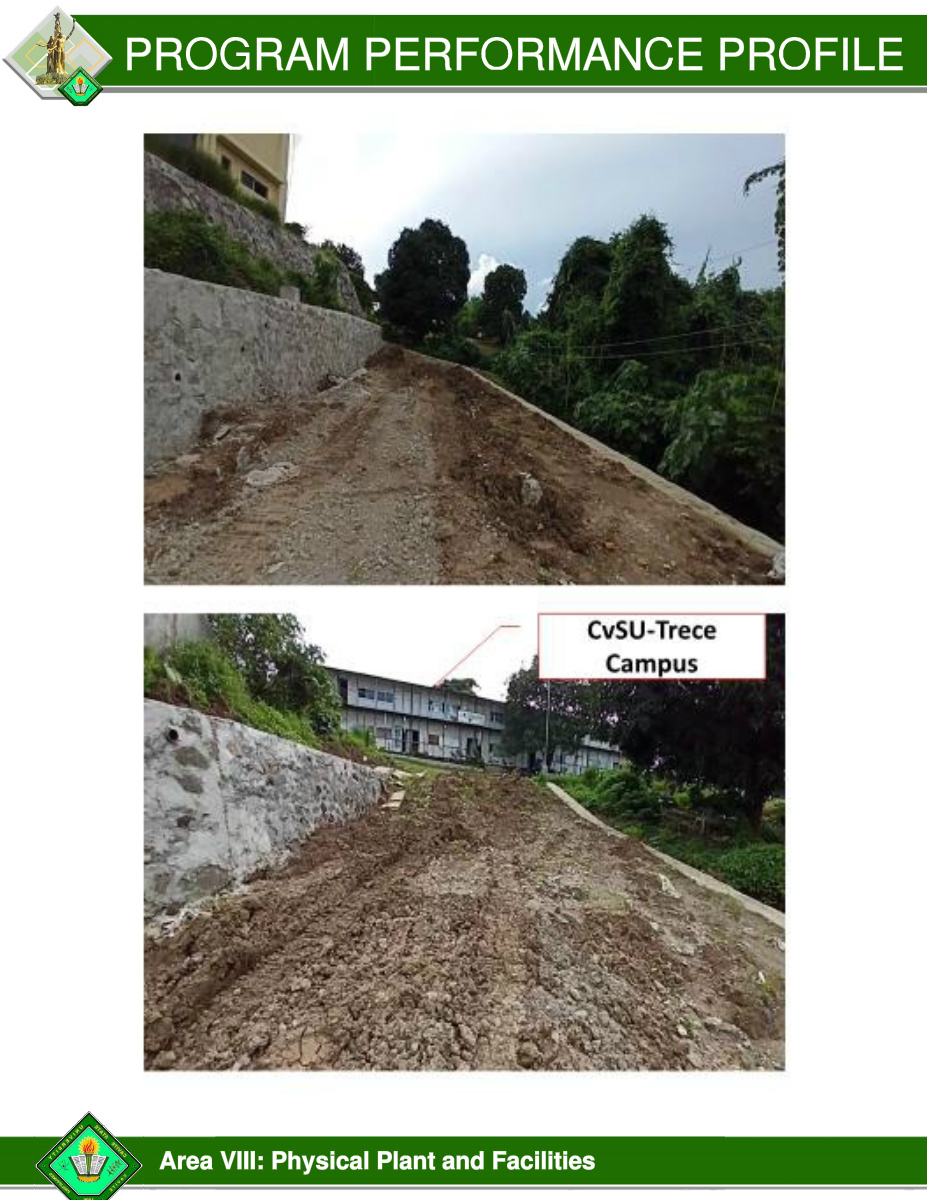 PROGRAM PERFORMANCE PROFILE
CvSU-Trece
Campus
Area VIII: Physical Plant and Facilities